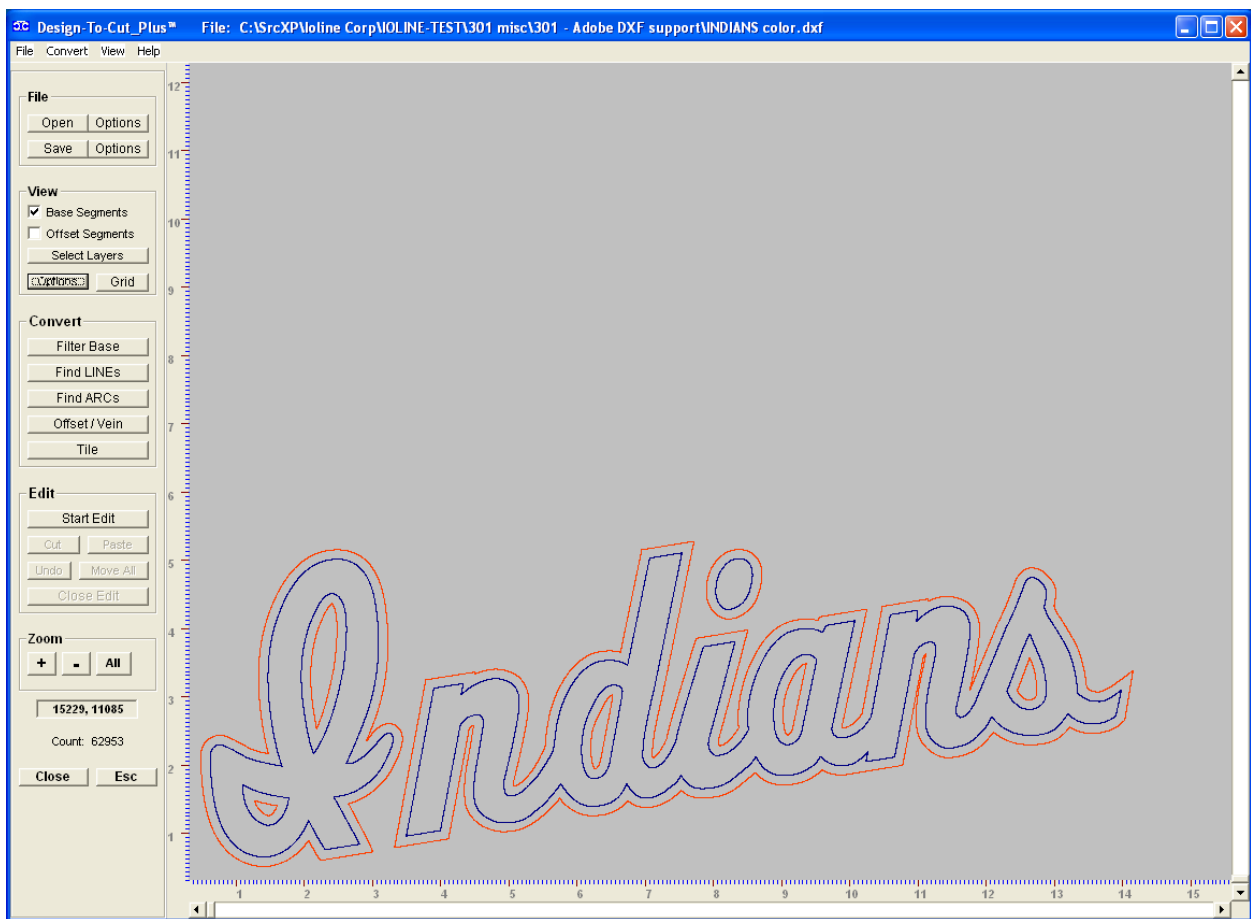 Design-To-Cut_Plus™ File: C:\SrcXP\Ioline Corp\IOLINE-TEST\301 misc\301 - Adobe DXF support\INDIANS color.dxf
File Convert View Help
File
Open Options
Save Options
View
Base Segments
Offset Segments
Select Layers
Options Grid
Convert
Filter Base
Find LINEs
Find ARCs
Offset / Vein
Tile
Edit
Start Edit
Cut Paste
Undo Move All
Close Edit
Zoom
+ - All
15229, 11085
Count: 62953
Close Esc
12
11
10
9
8
7
6
5
4
3
2
1
Indians
1 2 3 4 5 6 7 8 9 10 11 12 13 14 15